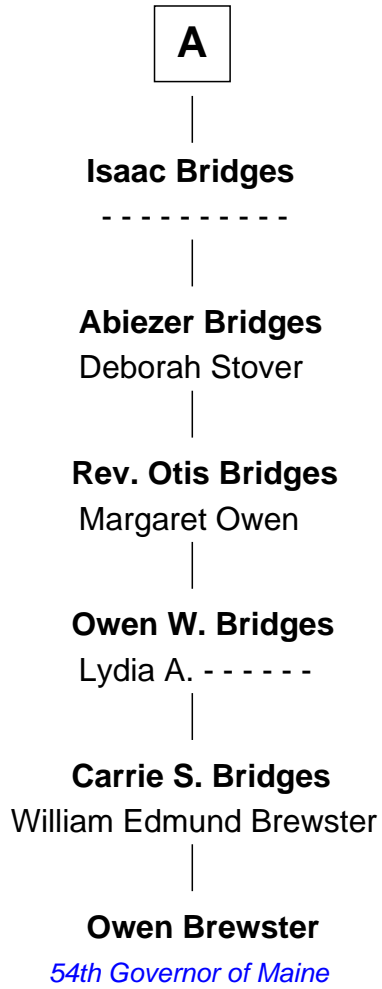 A
Isaac Bridges
- - - - - - - - - -
Abiezer Bridges
Deborah Stover
Rev. Otis Bridges
Margaret Owen
Owen W. Bridges
Lydia A. - - - - - -
Carrie S. Bridges
William Edmund Brewster
Owen Brewster
54th Governor of Maine